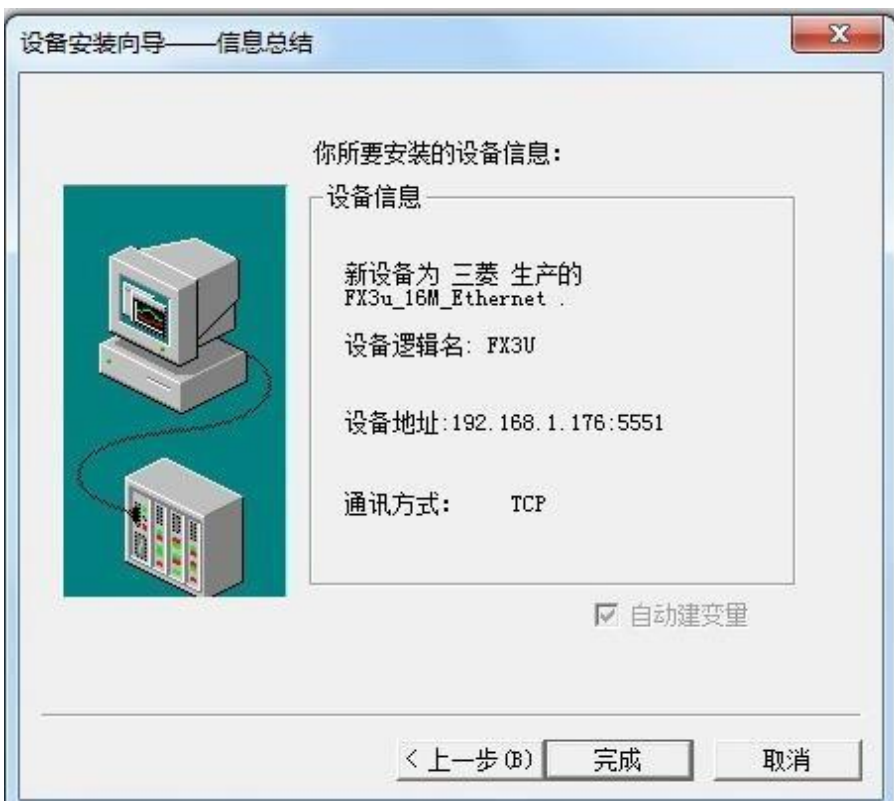 设备安装向导——信息总结
你所要安装的设备信息：
设备信息
新设备为 三菱 生产的
FX3u_16M_Ethernet .
设备逻辑名: FX3U
设备地址:192.168.1.176:5551
通讯方式： TCP
自动建变量
< 上一步(B)
完成
取消